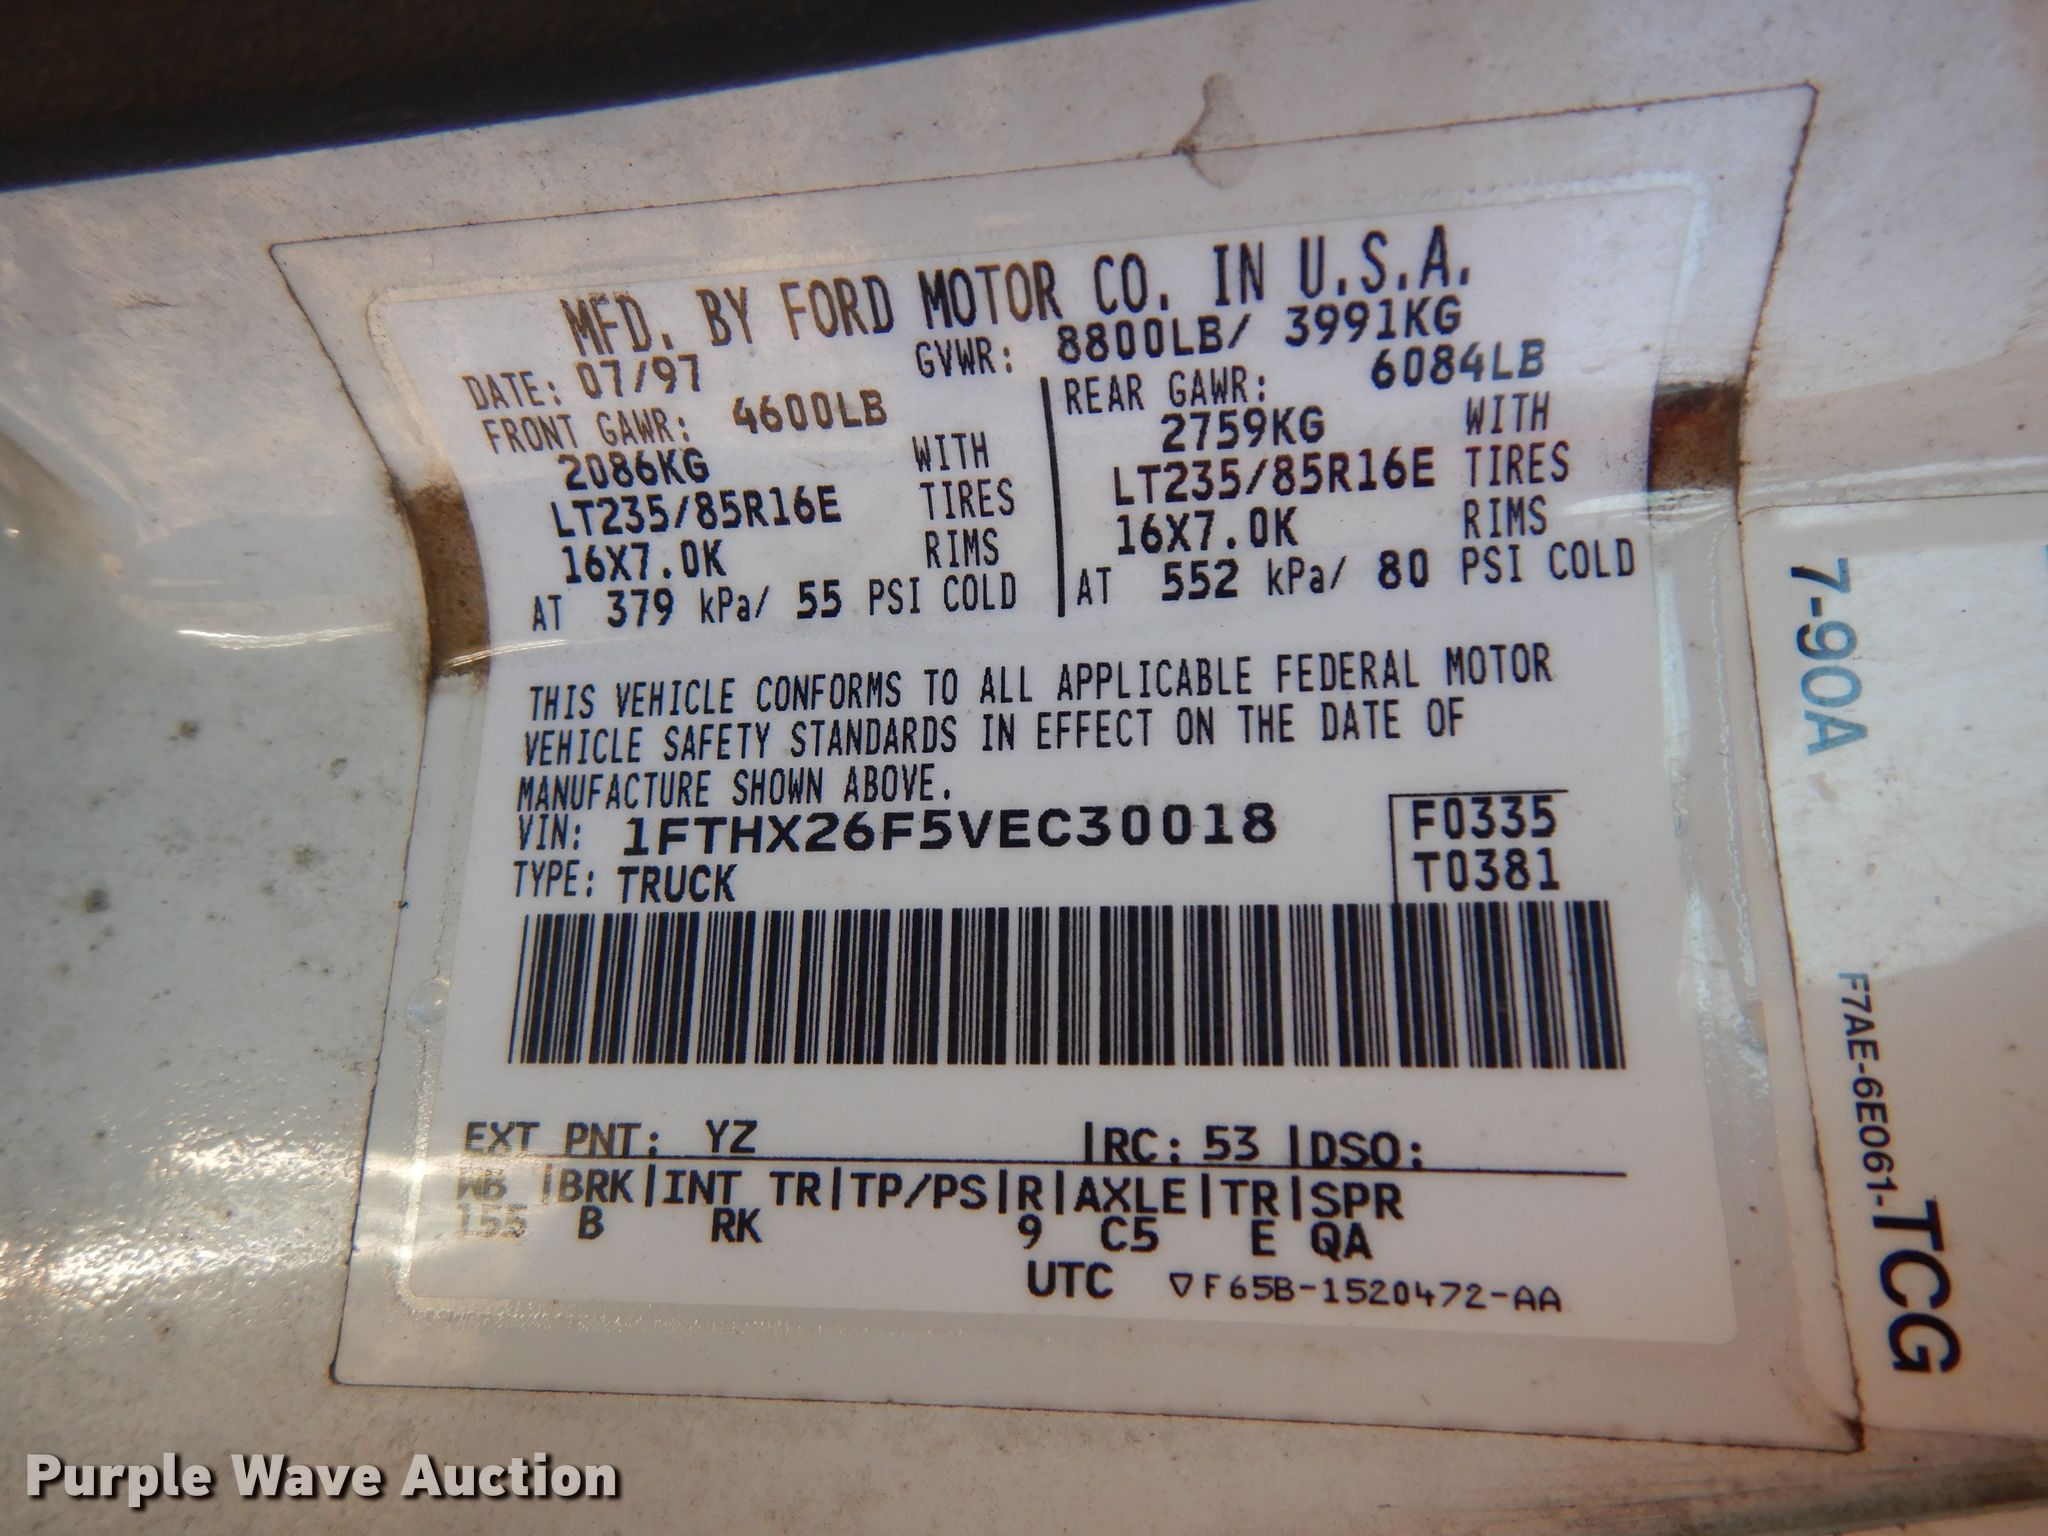 MFD. BY FORD MOTOR CO. IN U.S.A.
DATE: 07/97 GVWR: 8800LB/ 3991KG
FRONT GAWR: 4600LB REAR GAWR: 6084LB
2086KG WITH 2759KG WITH
LT235/85R16E TIRES LT235/85R16E TIRES
16X7.0K RIMS 16X7.0K RIMS
AT 379 kPa/ 55 PSI COLD AT 552 kPa/ 80 PSI COLD
THIS VEHICLE CONFORMS TO ALL APPLICABLE FEDERAL MOTOR
VEHICLE SAFETY STANDARDS IN EFFECT ON THE DATE OF
MANUFACTURE SHOWN ABOVE.
VIN: 1FTHX26F5VEC30018 F0335
TYPE: TRUCK T0381
EXT PNT: YZ |RC: 53 |DSO:
WB |BRK|INT TR|TP/PS|R|AXLE|TR|SPR
155 B RK 9 C5 E QA
UTC ▽F65B-1520472-AA
7-90A
F7AE-6E061-TCG
Purple Wave Auction